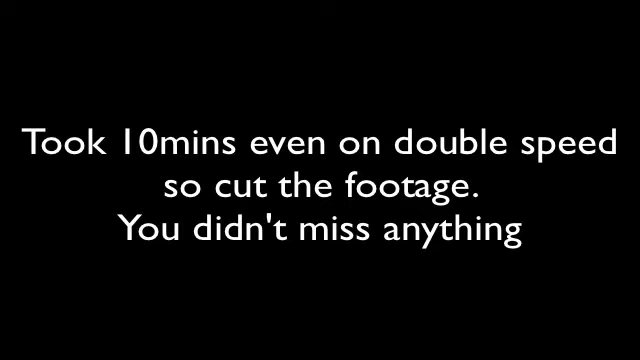 Took 10mins even on double speed
so cut the footage.
You didn't miss anything